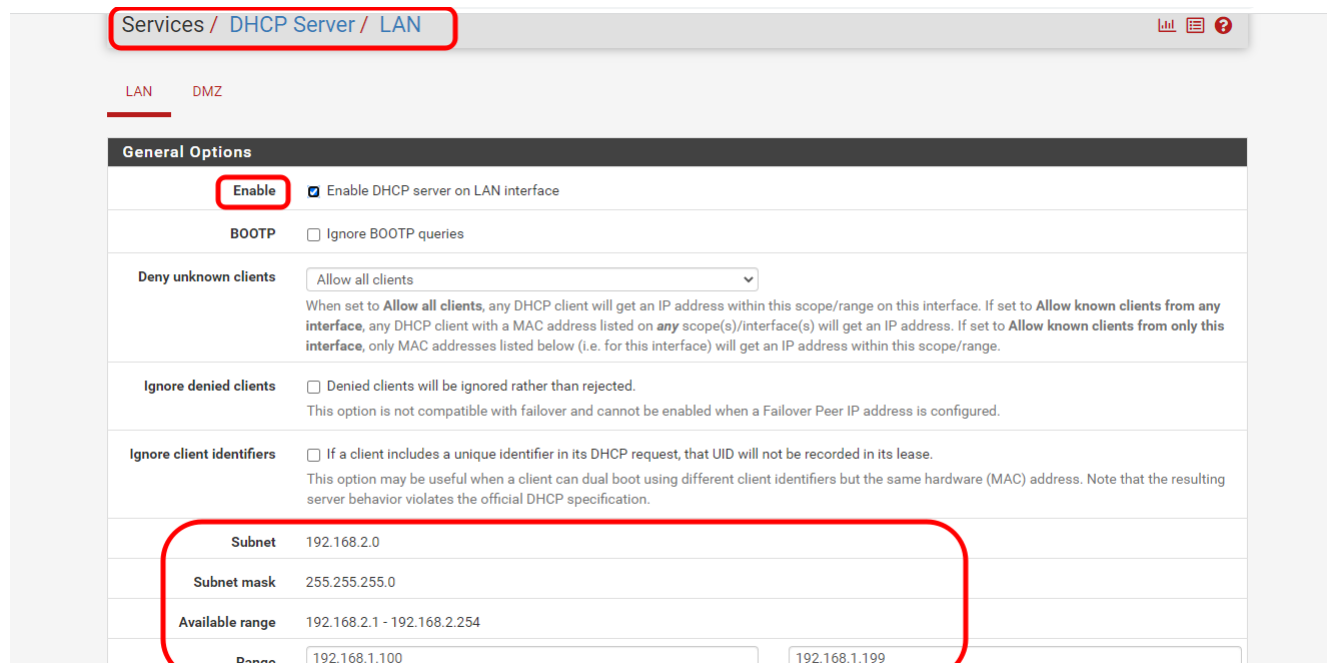 Services / DHCP Server / LAN
LAN DMZ
General Options
Enable Enable DHCP server on LAN interface
BOOTP Ignore BOOTP queries
Deny unknown clients Allow all clients
When set to Allow all clients, any DHCP client will get an IP address within this scope/range on this interface. If set to Allow known clients from any
interface, any DHCP client with a MAC address listed on any scope(s)/interface(s) will get an IP address. If set to Allow known clients from only this
interface, only MAC addresses listed below (i.e. for this interface) will get an IP address within this scope/range.
Ignore denied clients Denied clients will be ignored rather than rejected.
This option is not compatible with failover and cannot be enabled when a Failover Peer IP address is configured.
Ignore client identifiers If a client includes a unique identifier in its DHCP request, that UID will not be recorded in its lease.
This option may be useful when a client can dual boot using different client identifiers but the same hardware (MAC) address. Note that the resulting
server behavior violates the official DHCP specification.
Subnet 192.168.2.0
Subnet mask 255.255.255.0
Available range 192.168.2.1 - 192.168.2.254
Range 192.168.1.100 192.168.1.199